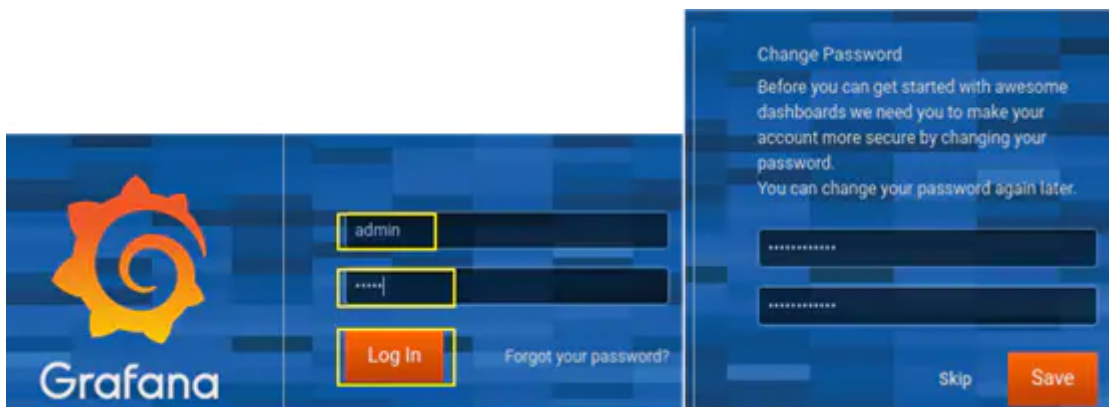 admin
•••••
Log In
Forgot your password?
Grafana
Change Password
Before you can get started with awesome
dashboards we need you to make your
account more secure by changing your
password.
You can change your password again later.
••••••••••••
••••••••••••
Skip
Save